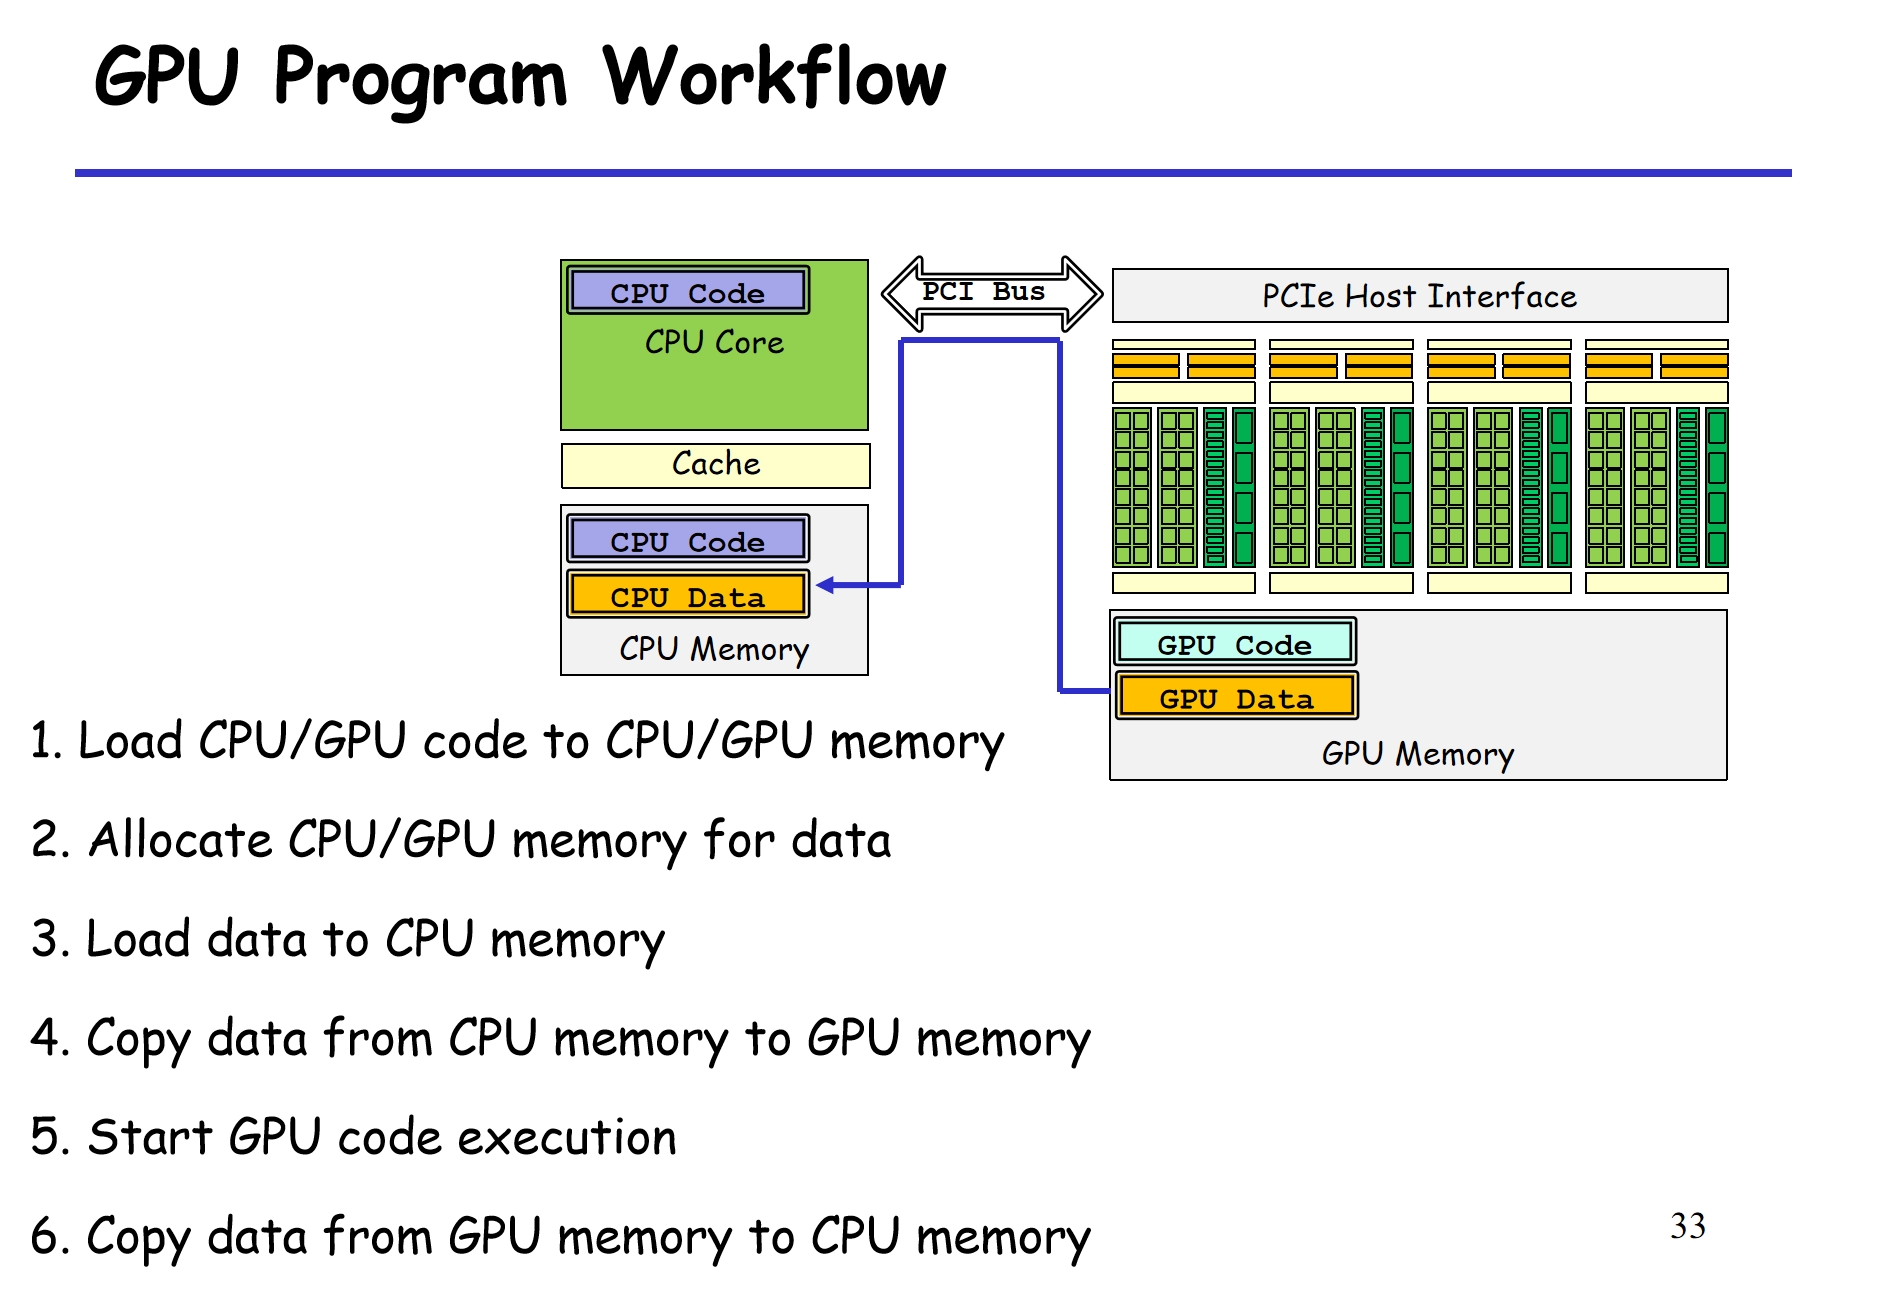 GPU Program Workflow
CPU Code
CPU Core
Cache
CPU Code
CPU Data
CPU Memory
PCI Bus
PCIe Host Interface
GPU Code
GPU Data
GPU Memory
1. Load CPU/GPU code to CPU/GPU memory
2. Allocate CPU/GPU memory for data
3. Load data to CPU memory
4. Copy data from CPU memory to GPU memory
5. Start GPU code execution
6. Copy data from GPU memory to CPU memory
33